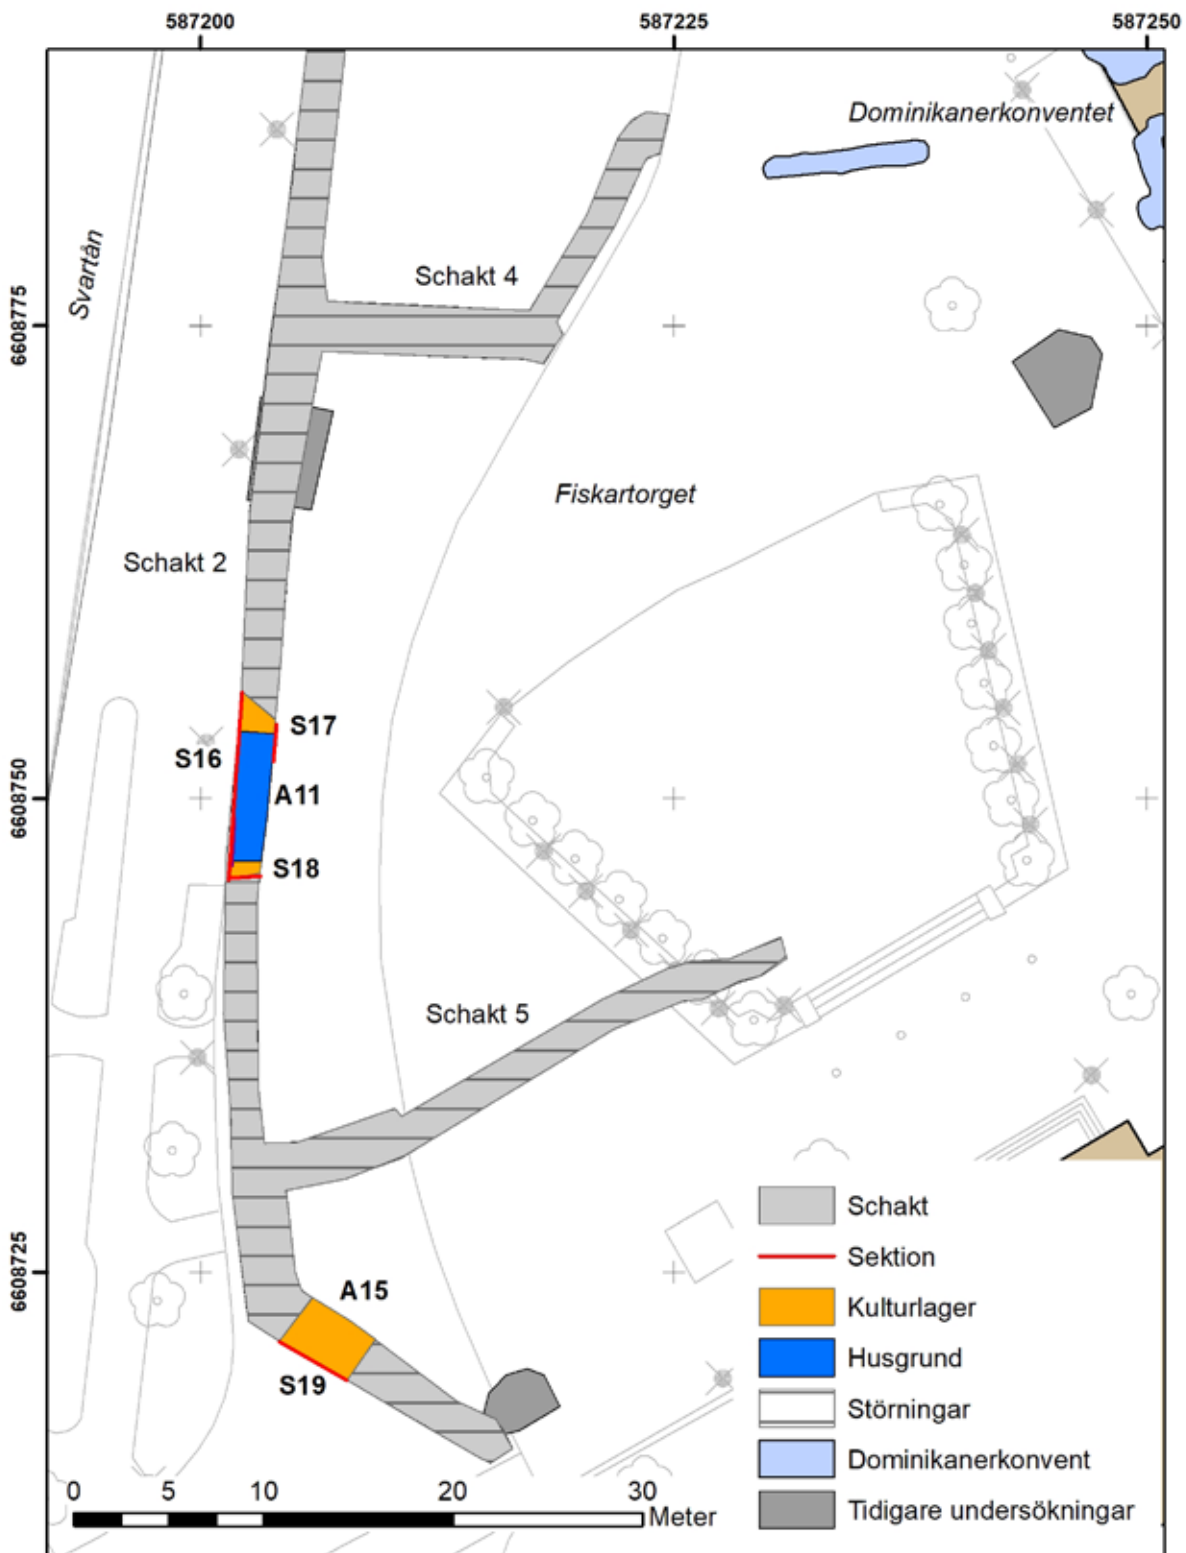 587200
587225
587250
Dominikanerkonventet
Svartån
Schakt 4
6608775
Fiskartorget
Schakt 2
S17
S16
A11
6608750
S18
Schakt 5
6608725
A15
S19
Schakt
Sektion
Kulturlager
Husgrund
Störningar
Dominikanerkonvent
Tidigare undersökningar
0 5 10 20 30
Meter